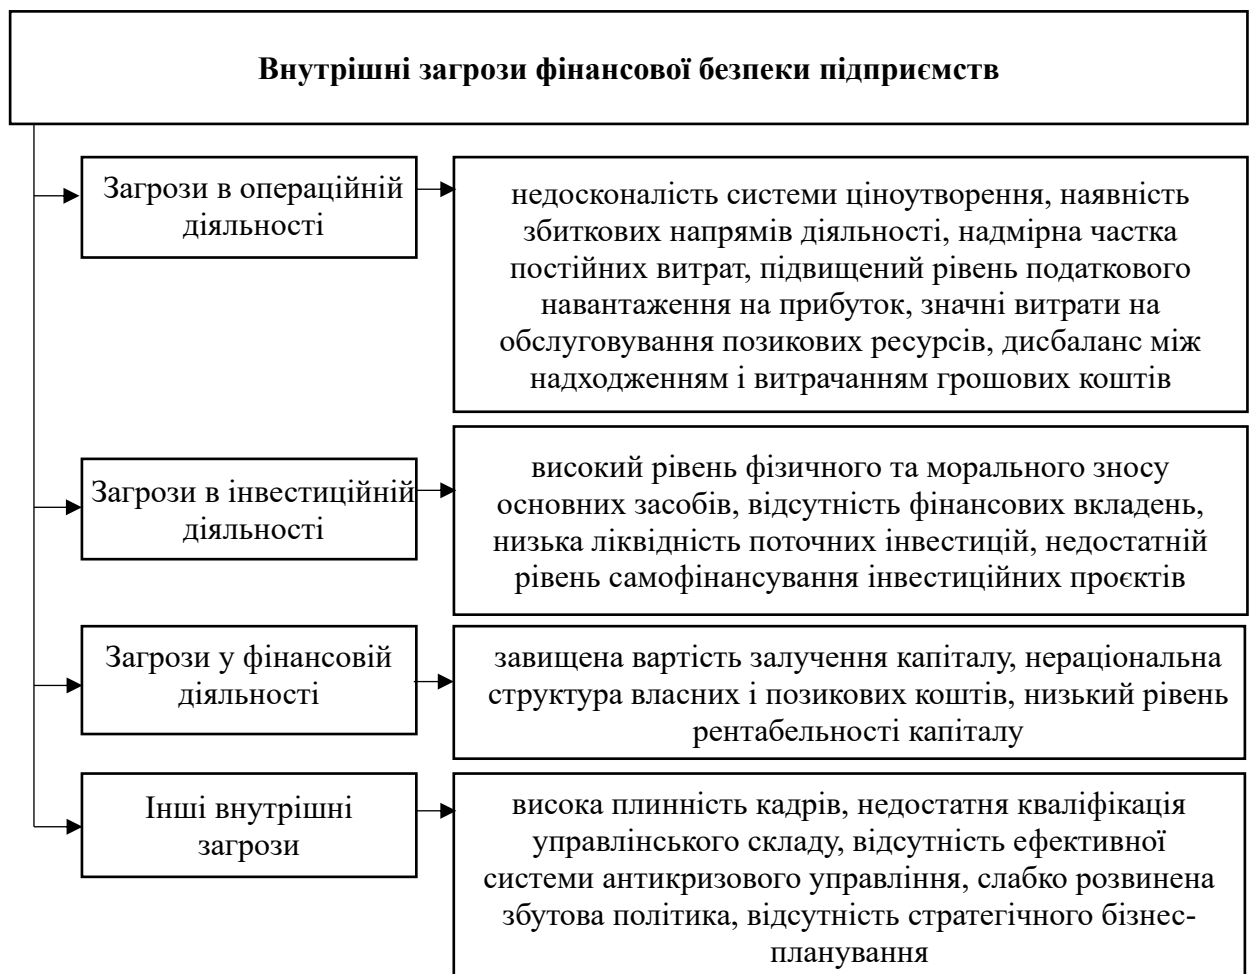 Внутрішні загрози фінансової безпеки підприємств
Загрози в операційній
діяльності
недосконалість системи ціноутворення, наявність
збиткових напрямів діяльності, надмірна частка
постійних витрат, підвищений рівень податкового
навантаження на прибуток, значні витрати на
обслуговування позикових ресурсів, дисбаланс між
надходженням і витрачанням грошових коштів
Загрози в інвестиційній
діяльності
високий рівень фізичного та морального зносу
основних засобів, відсутність фінансових вкладень,
низька ліквідність поточних інвестицій, недостатній
рівень самофінансування інвестиційних проєктів
Загрози у фінансовій
діяльності
завищена вартість залучення капіталу, нераціональна
структура власних і позикових коштів, низький рівень
рентабельності капіталу
Інші внутрішні
загрози
висока плинність кадрів, недостатня кваліфікація
управлінського складу, відсутність ефективної
системи антикризового управління, слабко розвинена
збутова політика, відсутність стратегічного бізнес-
планування